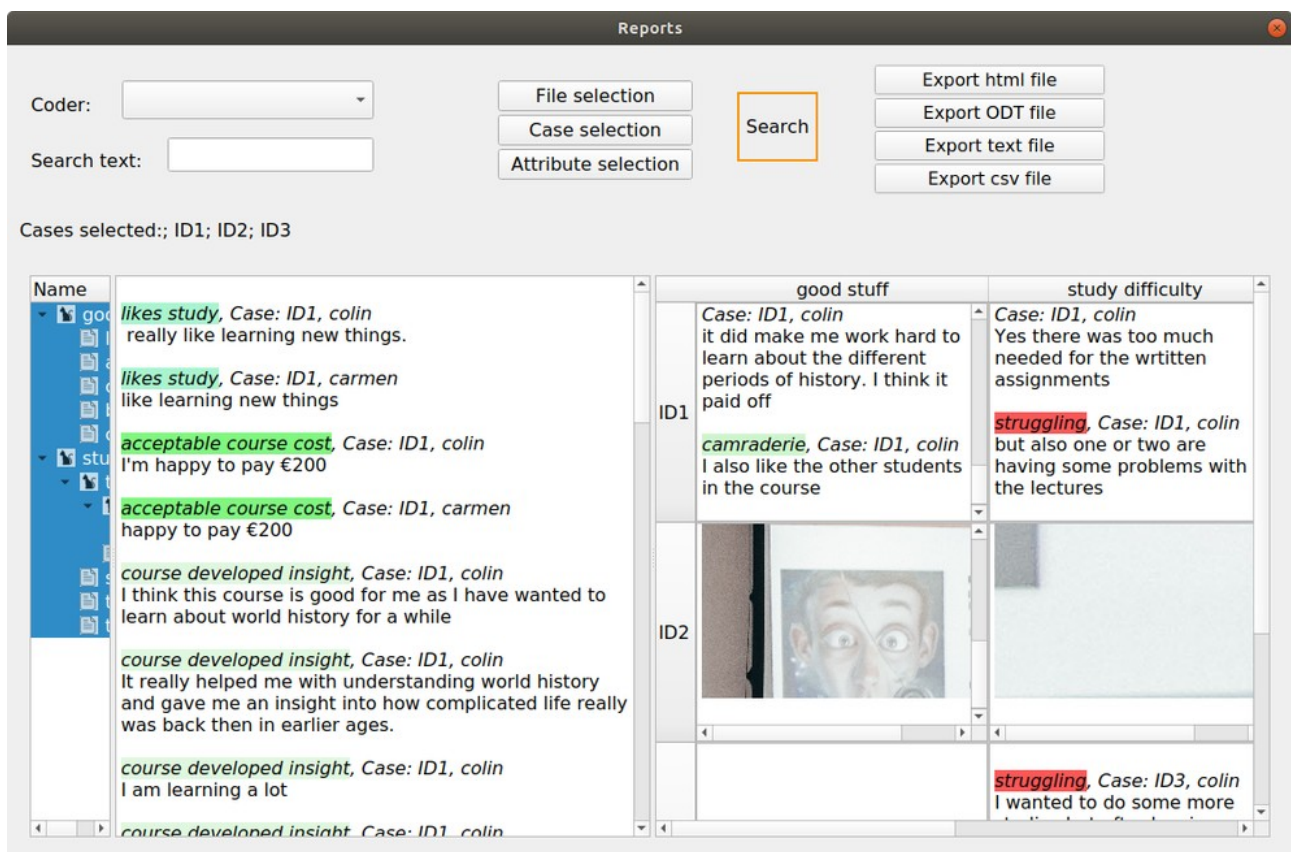 Reports
Coder:
Search text:
File selection
Case selection
Attribute selection
Search
Export html file
Export ODT file
Export text file
Export csv file
Cases selected:; ID1; ID2; ID3
Name
goo
stu
likes study, Case: ID1, colin
really like learning new things.
likes study, Case: ID1, carmen
like learning new things
acceptable course cost, Case: ID1, colin
I'm happy to pay €200
acceptable course cost, Case: ID1, carmen
happy to pay €200
course developed insight, Case: ID1, colin
I think this course is good for me as I have wanted to
learn about world history for a while
course developed insight, Case: ID1, colin
It really helped me with understanding world history
and gave me an insight into how complicated life really
was back then in earlier ages.
course developed insight, Case: ID1, colin
I am learning a lot
course developed insight, Case: ID1, colin
good stuff
study difficulty
ID1
Case: ID1, colin
it did make me work hard to
learn about the different
periods of history. I think it
paid off
camraderie, Case: ID1, colin
I also like the other students
in the course
Case: ID1, colin
Yes there was too much
needed for the wrtitten
assignments
struggling, Case: ID1, colin
but also one or two are
having some problems with
the lectures
ID2
struggling, Case: ID3, colin
I wanted to do some more